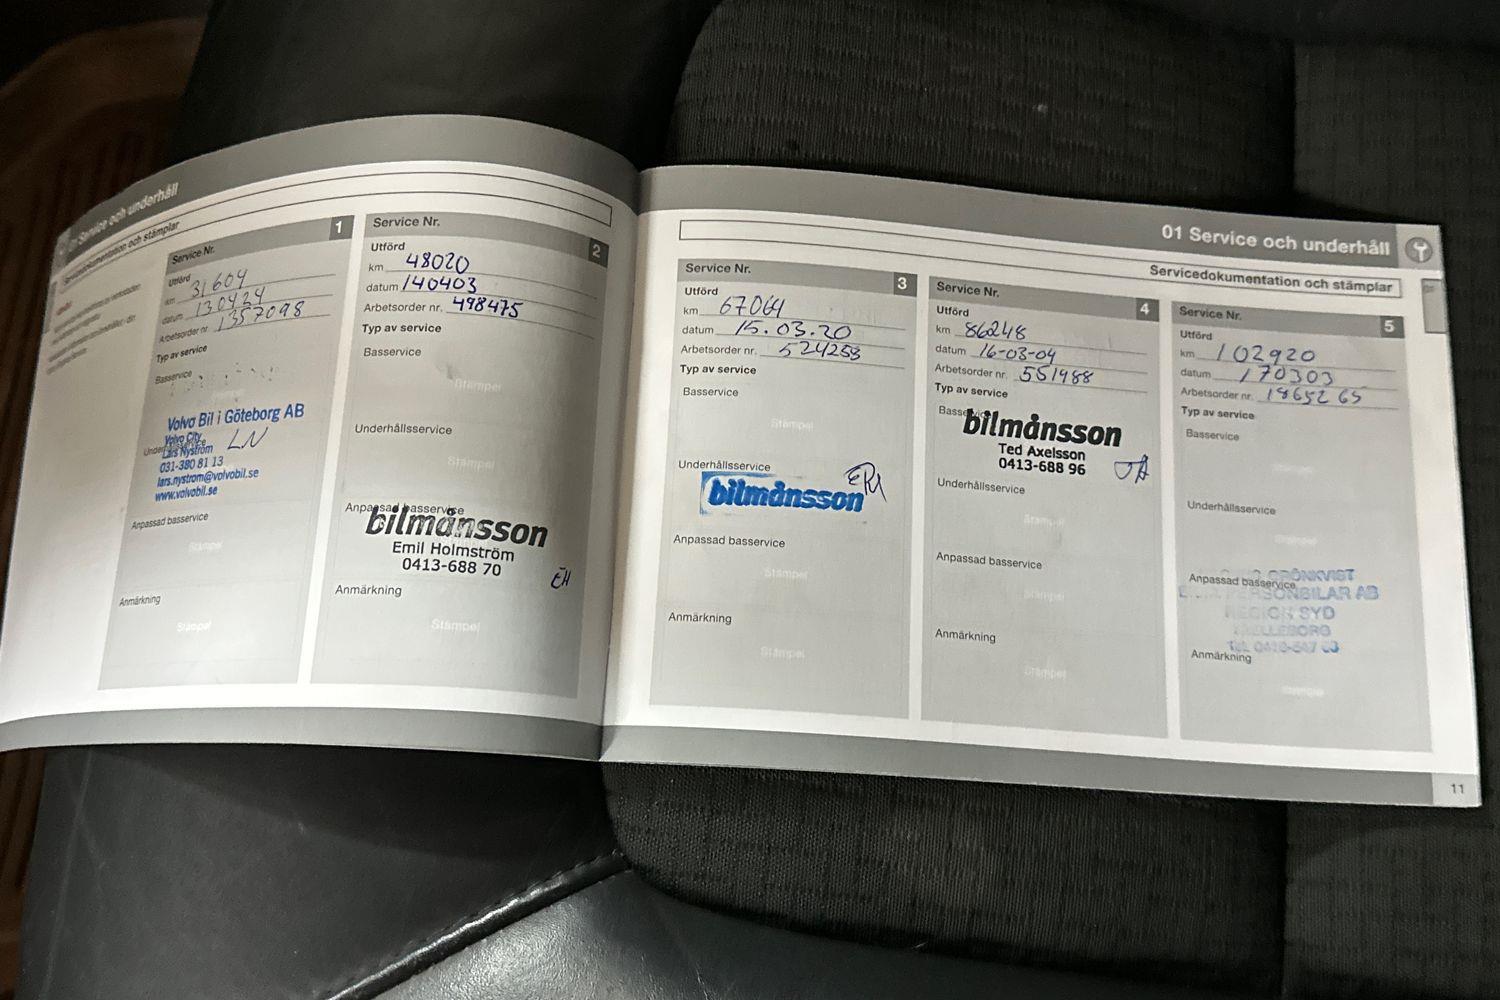 01 Service och underhåll
Servicedokumentation och stämplar
Service Nr. 1
Utförd
km 31604
datum 130424
Arbetsorder nr. 1357098
Typ av service
Basservice
Volvo Bil i Göteborg AB
Volvo City
Lars Nyström
LN
031-380 81 13
lars.nystrom@volvobil.se
www.volvobil.se
Anpassad basservice
Stämpel
Anmärkning
Stämpel
Service Nr. 2
Utförd
km 48020
datum 140403
Arbetsorder nr. 498475
Typ av service
Basservice
Stämpel
Underhållsservice
Stämpel
Anpassad basservice
bilmånsson
Emil Holmström
0413-688 70
EH
Anmärkning
Stämpel
01 Service och underhåll
Servicedokumentation och stämplar
Service Nr. 3
Utförd
km 67064
datum 15.03.20
Arbetsorder nr. 524253
Typ av service
Basservice
Stämpel
Underhållsservice
bilmånsson
Anpassad basservice
Stämpel
Anmärkning
Stämpel
Service Nr. 4
Utförd
km 86248
datum 16-03-04
Arbetsorder nr. 551988
Typ av service
Basservice
bilmånsson
Ted Axelsson
0413-688 96
Underhållsservice
Stämpel
Anpassad basservice
Stämpel
Anmärkning
Stämpel
Service Nr. 5
Utförd
km 102920
datum 170303
Arbetsorder nr. 1865265
Typ av service
Basservice
Stämpel
Underhållsservice
Stämpel
Anpassad basservice
GRÖNKVIST
PERSONBILAR AB
REGION SYD
Anmärkning
Stämpel
11